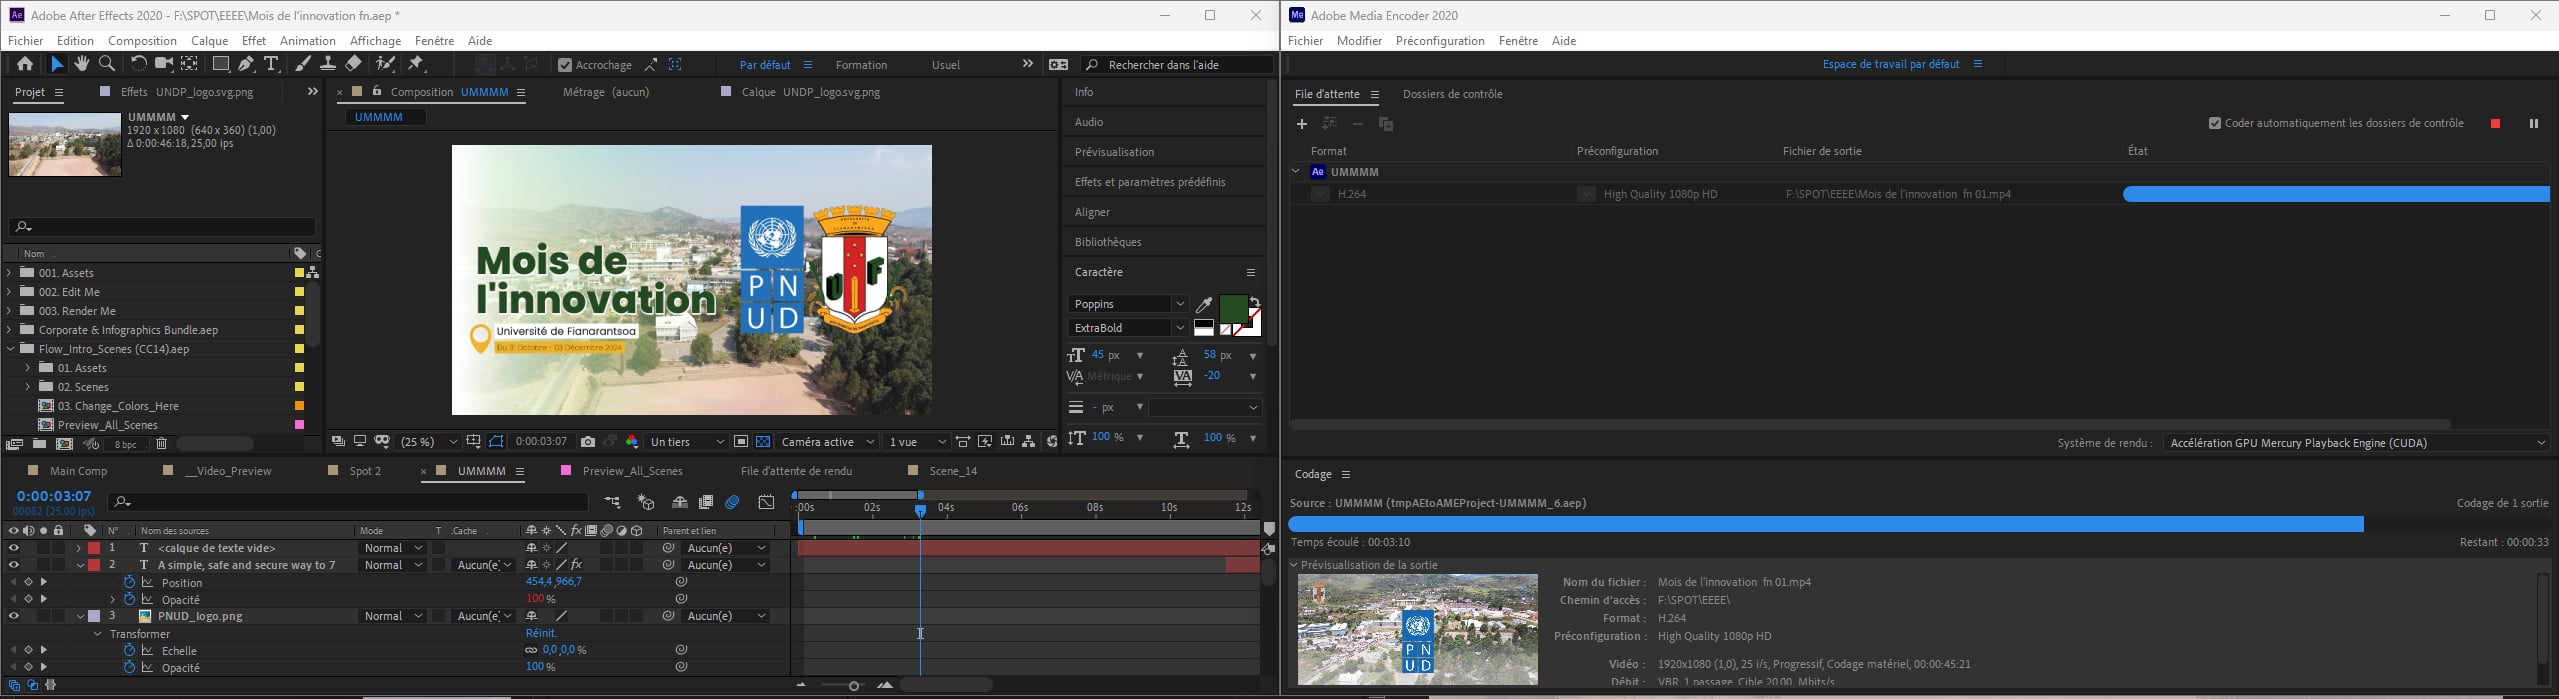 Adobe After Effects 2020 - F:\SPOT\EEEE\Mois de l'innovation fn.aep *
Fichier Edition Composition Calque Effet Animation Affichage Fenêtre Aide
Accrochage Par défaut Formation Usuel Rechercher dans l'aide
Projet Effets UNDP_logo.svg.png
UMMMM
1920 x 1080 (640 x 360) (1,00)
Δ 0:00:46:18, 25,00 ips
Nom
001. Assets
002. Edit Me
003. Render Me
Corporate & Infographics Bundle.aep
Flow_Intro_Scenes (CC14).aep
01. Assets
02. Scenes
03. Change_Colors_Here
Preview_All_Scenes
8 bpc
Composition UMMMM Métrage (aucun) Calque UNDP_logo.svg.png
UMMMM
Mois de
l'innovation
Université de Fianarantsoa
Du 31 Octobre - 03 Décembre 2024
P N
U D
U F
(25 %) 0:00:03:07 Un tiers Caméra active 1 vue
Info
Audio
Prévisualisation
Effets et paramètres prédéfinis
Aligner
Bibliothèques
Caractère
Poppins
ExtraBold
45 px 58 px
Métrique -20
- px
100 % 100 %
Main Comp __Video_Preview Spot 2 UMMMM Preview_All_Scenes File d'attente de rendu Scene_14
0:00:03:07
00082 (25.00 ips)
:00s 02s 04s 06s 08s 10s 12s
N° Nom des sources Mode T .Cache Parent et lien
1 T <calque de texte vide> Normal Aucun(e)
2 T A simple, safe and secure way to 7 Normal Aucun(e) Aucun(e)
Position 454,4 ,966,7
Opacité 100 %
3 PNUD_logo.png Normal Aucun(e) Aucun(e)
Transformer Réinit.
Echelle 0,0 ,0,0 %
Opacité 100 %
Adobe Media Encoder 2020
Fichier Modifier Préconfiguration Fenêtre Aide
Espace de travail par défaut
File d'attente Dossiers de contrôle
Coder automatiquement les dossiers de contrôle
Format Préconfiguration Fichier de sortie État
UMMMM
H.264 High Quality 1080p HD F:\SPOT\EEEE\Mois de l'innovation fn 01.mp4
Système de rendu : Accélération GPU Mercury Playback Engine (CUDA)
Codage
Source : UMMMM (tmpAEtoAMEProject-UMMMM_6.aep) Codage de 1 sortie
Temps écoulé : 00:03:10 Restant : 00:00:33
Prévisualisation de la sortie
P N
U D
Nom du fichier : Mois de l'innovation fn 01.mp4
Chemin d'accès : F:\SPOT\EEEE\
Format : H.264
Préconfiguration : High Quality 1080p HD
Vidéo : 1920x1080 (1,0), 25 i/s, Progressif, Codage matériel, 00:00:45:21
Débit : VBR, 1 passage, Cible 20.00, Mbits/s